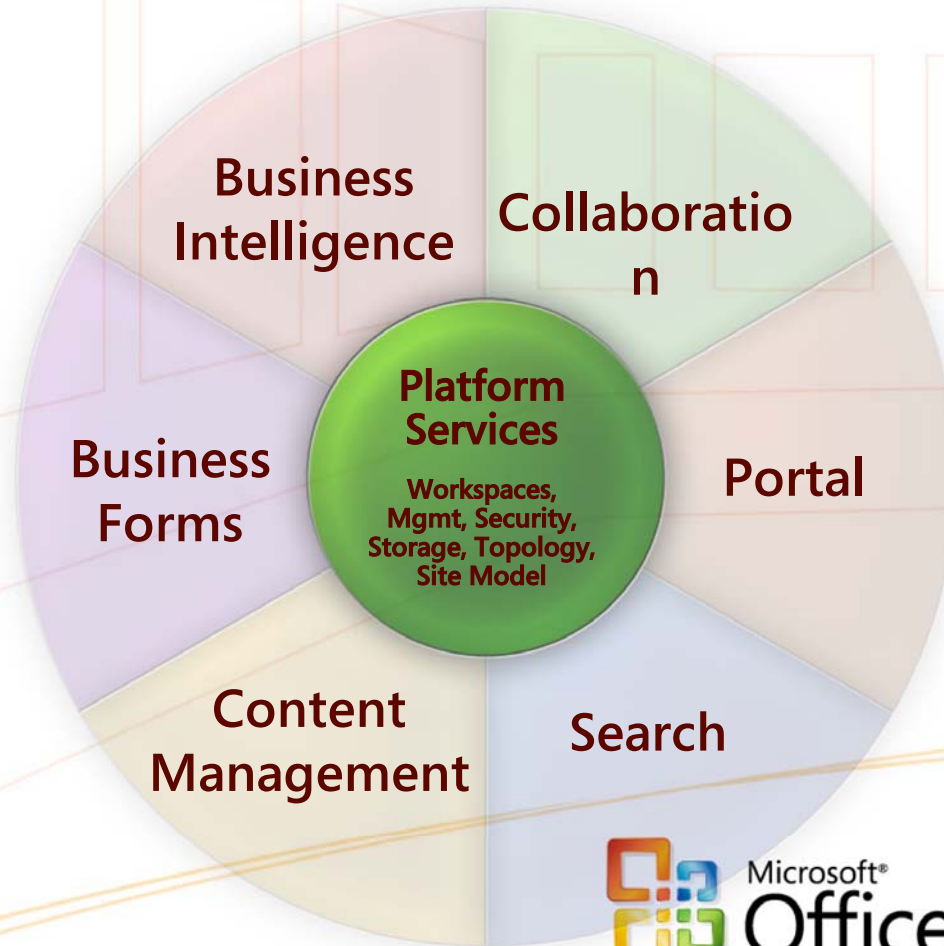 Business
Intelligence
Collaboratio
n
Platform
Services
Workspaces,
Mgmt, Security,
Storage, Topology,
Site Model
Business
Forms
Portal
Content
Management
Search
Microsoft®
Office